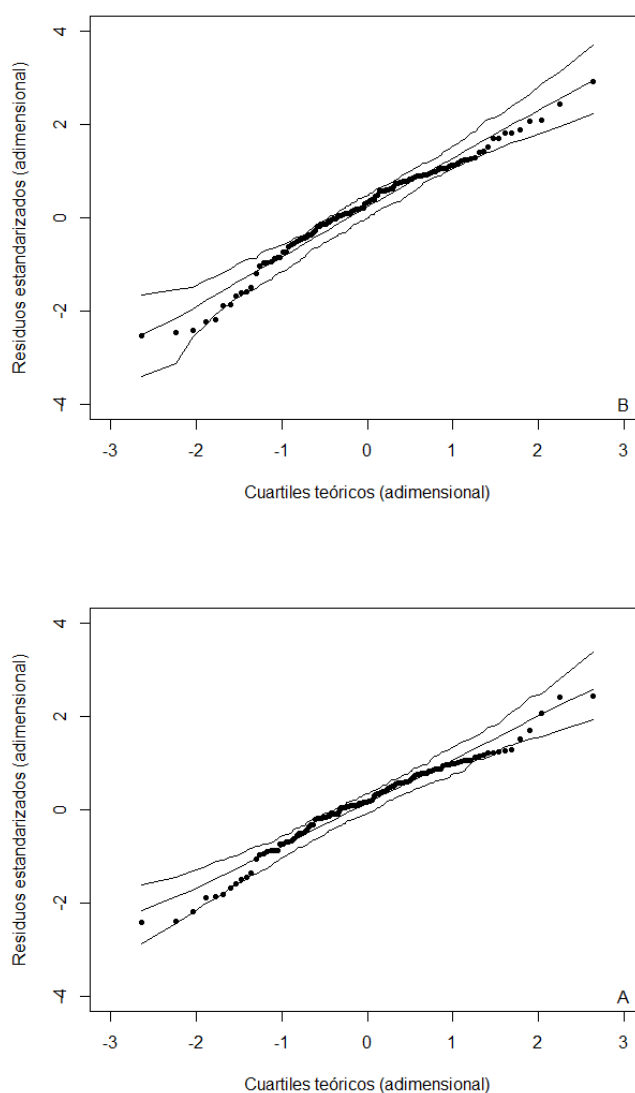 Residuos estandarizados (adimensional)
4
2
0
-2
-4
B
-3 -2 -1 0 1 2 3
Cuartiles teóricos (adimensional)
Residuos estandarizados (adimensional)
4
2
0
-2
-4
A
-3 -2 -1 0 1 2 3
Cuartiles teóricos (adimensional)